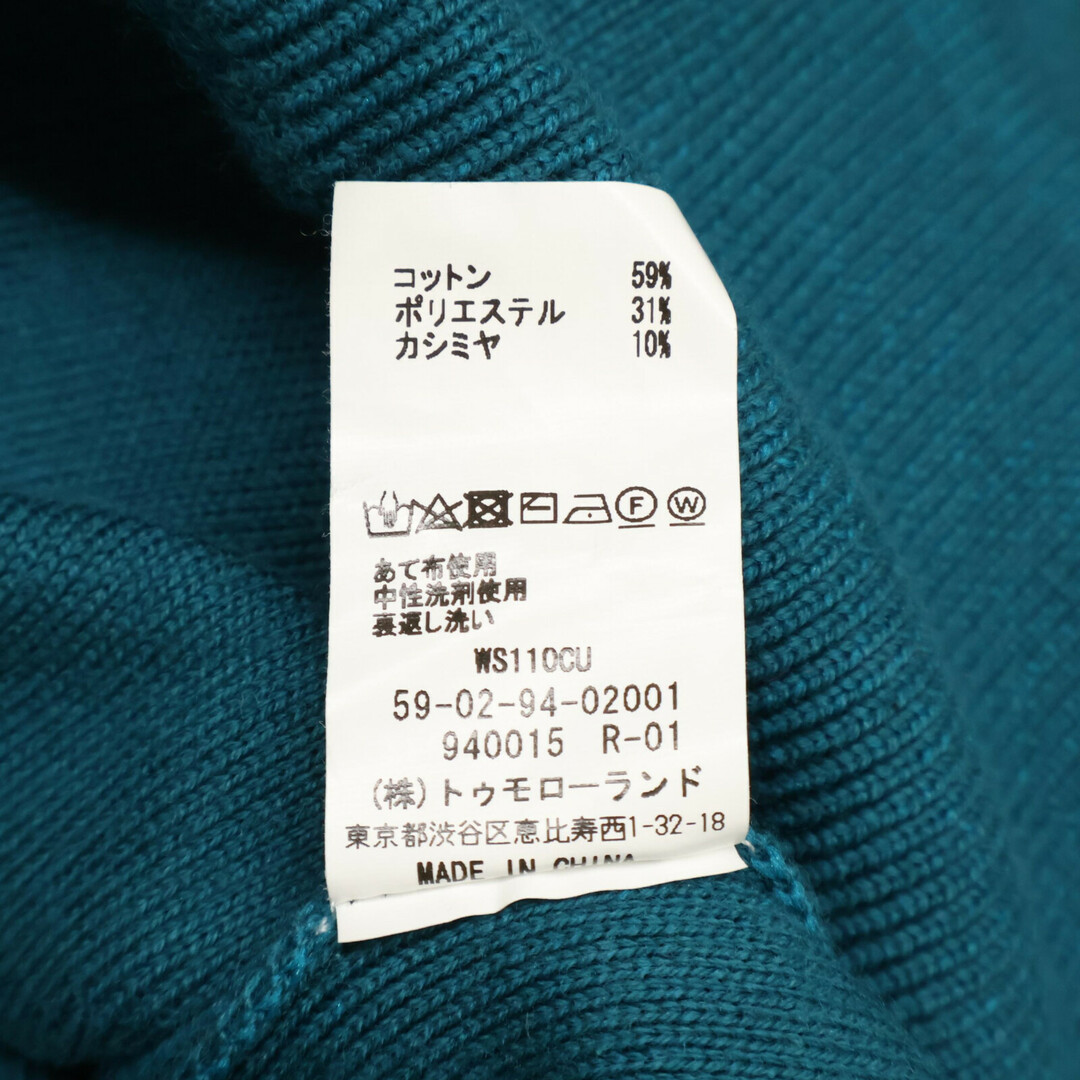 コットン 59%
ポリエステル 31%
カシミヤ 10%
F W
あて布使用
中性洗剤使用
裏返し洗い
WS110CU
59-02-94-02001
940015 R-01
(株)トゥモローランド
東京都渋谷区恵比寿西1-32-18
MADE IN CHINA